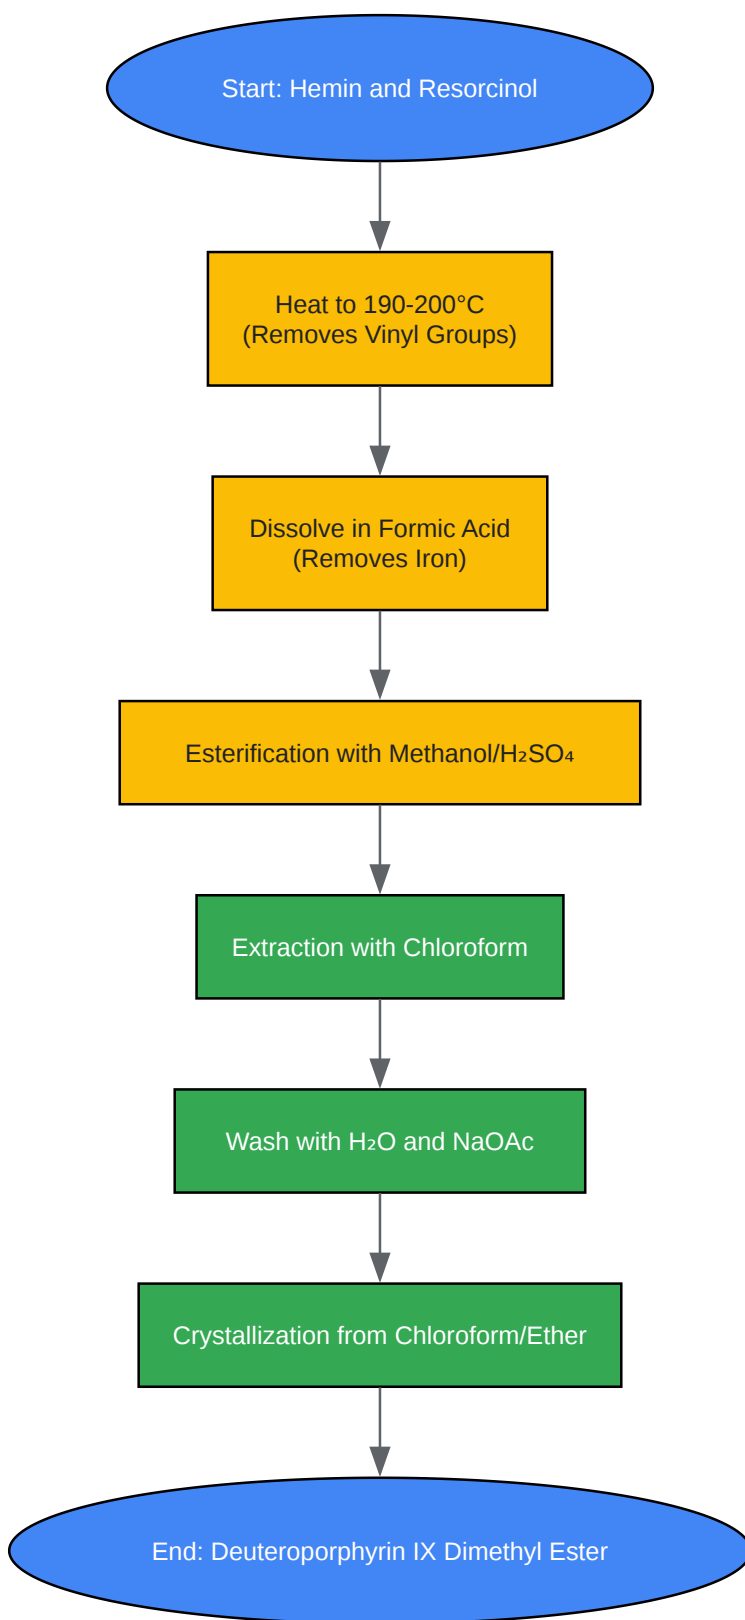 Start: Hemin and Resorcinol
Heat to 190-200°C
(Removes Vinyl Groups)
Dissolve in Formic Acid
(Removes Iron)
Esterification with Methanol/H₂SO₄
Extraction with Chloroform
Wash with H₂O and NaOAc
Crystallization from Chloroform/Ether
End: Deuteroporphyrin IX Dimethyl Ester